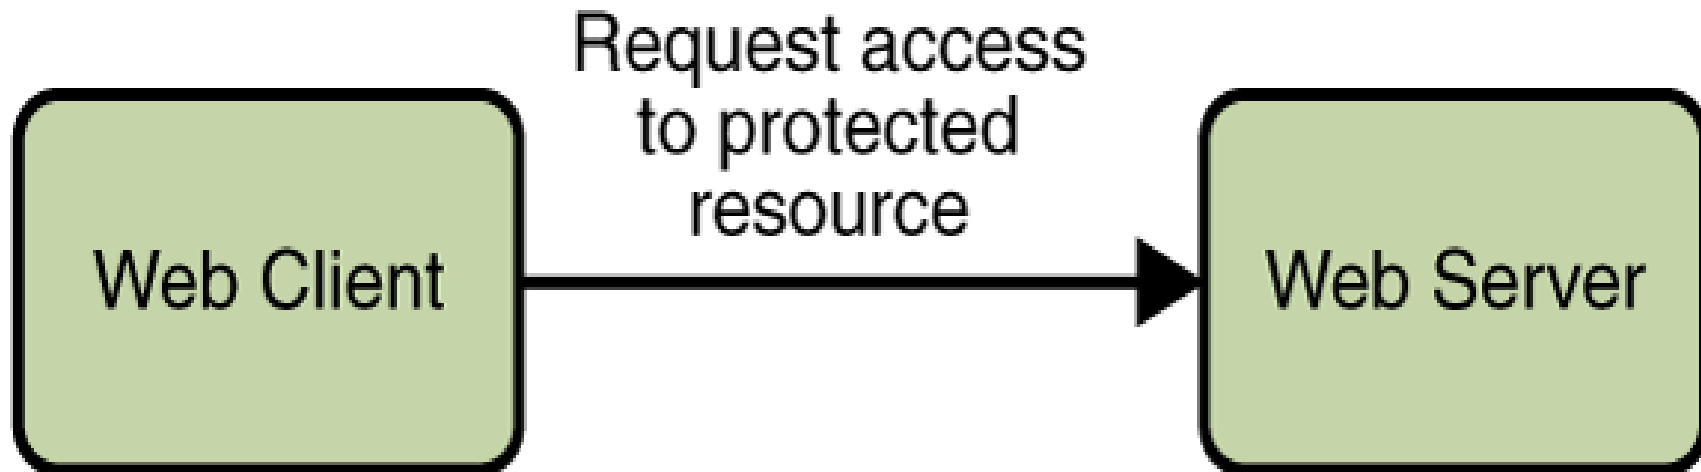 Request access
to protected
resource
Web Client
Web Server